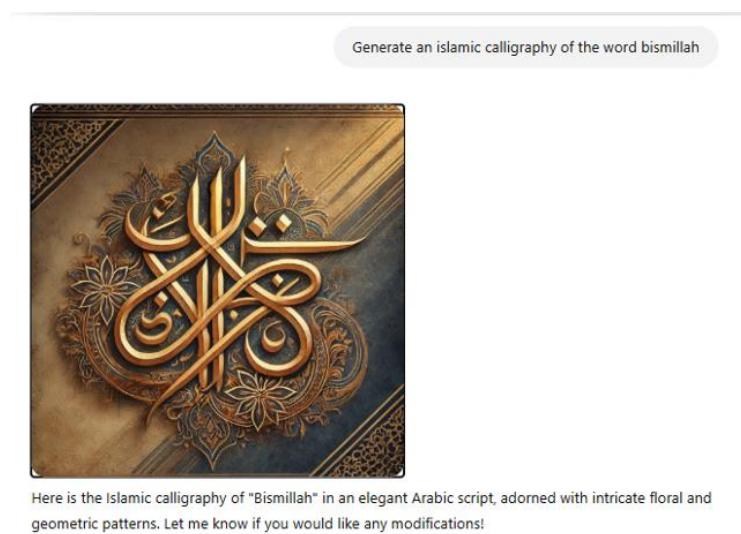 Generate an islamic calligraphy of the word bismillah
Here is the Islamic calligraphy of "Bismillah" in an elegant Arabic script, adorned with intricate floral and
geometric patterns. Let me know if you would like any modifications!